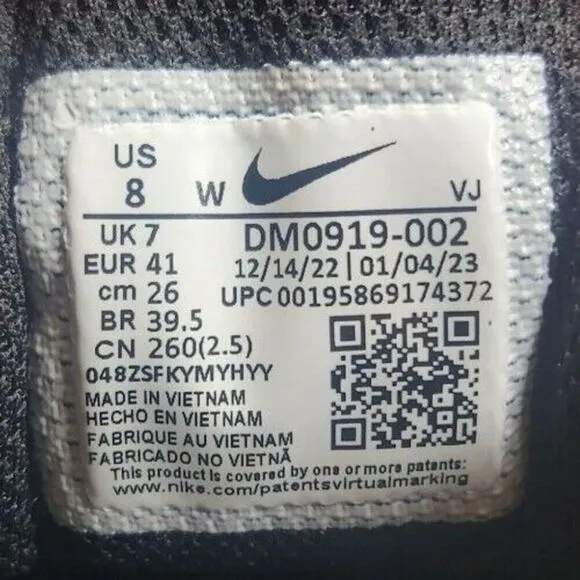 US
8 W VJ
UK 7 DM0919-002
EUR 41 12/14/22 | 01/04/23
cm 26 UPC 00195869174372
BR 39.5
CN 260(2.5)
048ZSFKYMYHYY
MADE IN VIETNAM
HECHO EN VIETNAM
FABRIQUE AU VIETNAM
FABRICADO NO VIETNÃ
This product is covered by one or more patents:
www.nike.com/patentsvirtualmarking